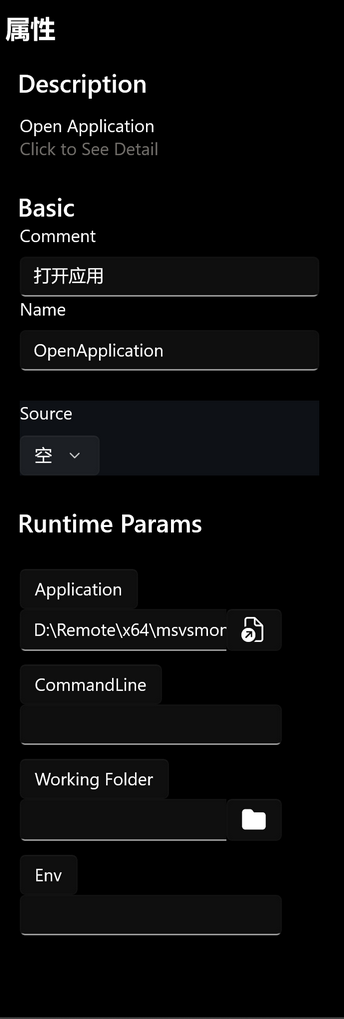 属性
Description
Open Application
Click to See Detail
Basic
Comment
打开应用
Name
OpenApplication
Source
空
Runtime Params
Application
D:\Remote\x64\msvsmor
CommandLine
Working Folder
Env